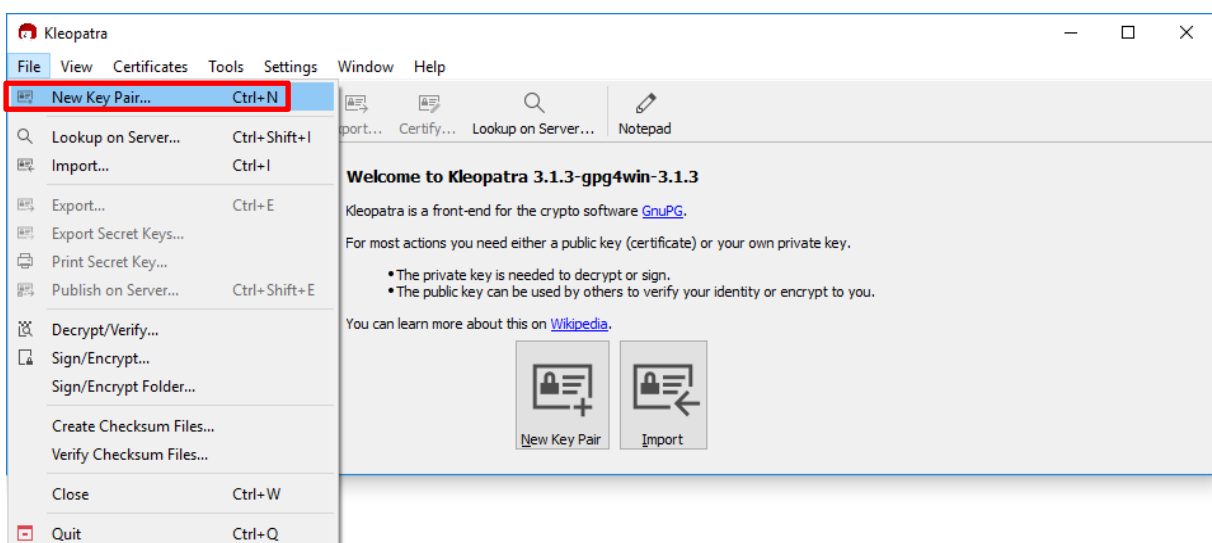 Kleopatra
File View Certificates Tools Settings Window Help
New Key Pair... Ctrl+N
Lookup on Server... Ctrl+Shift+I
Import... Ctrl+I
Export... Ctrl+E
Export Secret Keys...
Print Secret Key...
Publish on Server... Ctrl+Shift+E
Decrypt/Verify...
Sign/Encrypt...
Sign/Encrypt Folder...
Create Checksum Files...
Verify Checksum Files...
Close Ctrl+W
Quit Ctrl+Q
Certify... Lookup on Server... Notepad
Welcome to Kleopatra 3.1.3-gpg4win-3.1.3
Kleopatra is a front-end for the crypto software GnuPG.
For most actions you need either a public key (certificate) or your own private key.
•The private key is needed to decrypt or sign.
•The public key can be used by others to verify your identity or encrypt to you.
You can learn more about this on Wikipedia.
New Key Pair Import